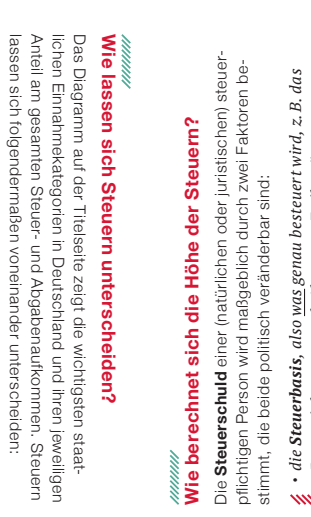 Wie lassen sich Steuern unterscheiden?
Das Diagramm auf der Titelseite zeigt die wichtigsten staat-
lichen Einnahmekategorien in Deutschland und ihren jeweiligen
Anteil am gesamten Steuer- und Abgabenaufkommen. Steuern
lassen sich folgendermaßen voneinander unterscheiden:
Wie berechnet sich die Höhe der Steuern?
Die Steuerschuld einer (natürlichen oder juristischen) steuer-
pflichtigen Person wird maßgeblich durch zwei Faktoren be-
stimmt, die beide politisch veränderbar sind:
• die Steuerbasis, also was genau besteuert wird, z. B. das